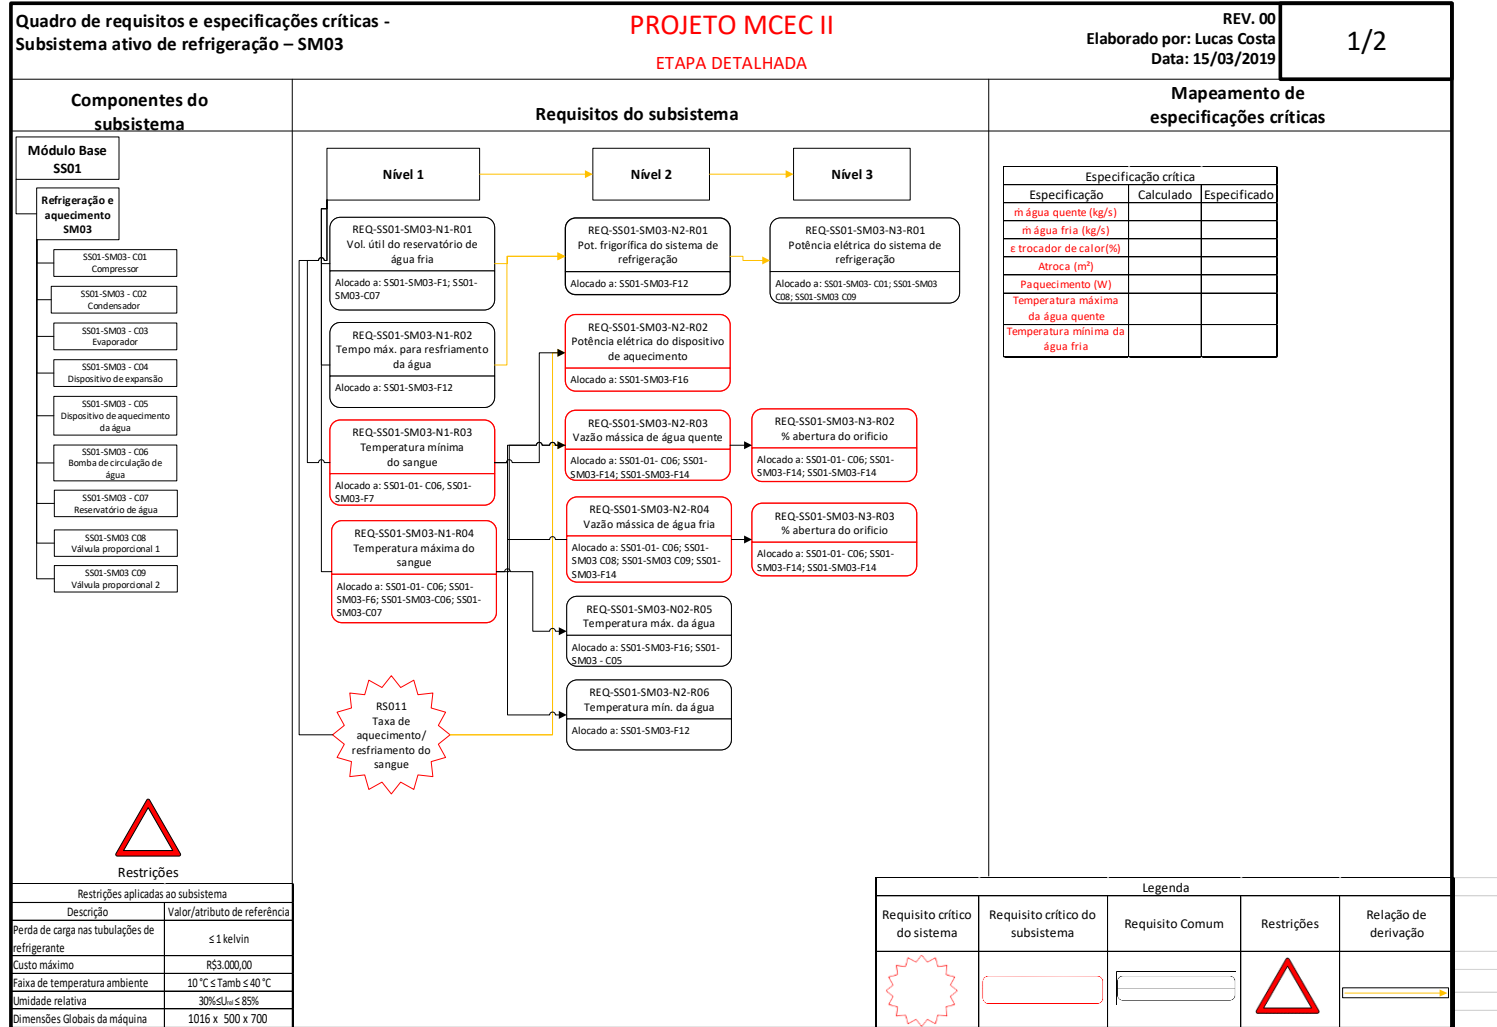 Quadro de requisitos e especificações críticas -
Subsistema ativo de refrigeração – SM03
PROJETO MCEC II
ETAPA DETALHADA
REV. 00
Elaborado por: Lucas Costa
Data: 15/03/2019
1/2
Componentes do
subsistema
Requisitos do subsistema
Mapeamento de
especificações críticas
Módulo Base
SS01
Refrigeração e
aquecimento
SM03
SS01-SM03- C01
Compressor
SS01-SM03 - C02
Condensador
SS01-SM03 - C03
Evaporador
SS01-SM03 - C04
Dispositivo de expansão
SS01-SM03 - C05
Dispositivo de aquecimento
da água
SS01-SM03 - C06
Bomba de circulação de
água
SS01-SM03 - C07
Reservatório de água
SS01-SM03 C08
Válvula proporcional 1
SS01-SM03 C09
Válvula proporcional 2
Nível 1
Nível 2
Nível 3
REQ-SS01-SM03-N1-R01
Vol. útil do reservatório de
água fria
Alocado a: SS01-SM03-F1; SS01-
SM03-C07
REQ-SS01-SM03-N1-R02
Tempo máx. para resfriamento
da água
Alocado a: SS01-SM03-F12
REQ-SS01-SM03-N1-R03
Temperatura mínima
do sangue
Alocado a: SS01-01- C06, SS01-
SM03-F7
REQ-SS01-SM03-N1-R04
Temperatura máxima do
sangue
Alocado a: SS01-01- C06; SS01-
SM03-F6; SS01-SM03-C06; SS01-
SM03-C07
RS011
Taxa de
aquecimento/
resfriamento do
sangue
REQ-SS01-SM03-N2-R01
Pot. frigorífica do sistema de
refrigeração
Alocado a: SS01-SM03-F12
REQ-SS01-SM03-N2-R02
Potência elétrica do dispositivo
de aquecimento
Alocado a: SS01-SM03-F16
REQ-SS01-SM03-N2-R03
Vazão mássica de água quente
Alocado a: SS01-01- C06; SS01-
SM03-F14; SS01-SM03-F14
REQ-SS01-SM03-N2-R04
Vazão mássica de água fria
Alocado a: SS01-01- C06; SS01-
SM03 C08; SS01-SM03 C09; SS01-
SM03-F14
REQ-SS01-SM03-N02-R05
Temperatura máx. da água
Alocado a: SS01-SM03-F16; SS01-
SM03 - C05
REQ-SS01-SM03-N2-R06
Temperatura mín. da água
Alocado a: SS01-SM03-F12
REQ-SS01-SM03-N3-R01
Potência elétrica do sistema de
refrigeração
Alocado a: SS01-SM03- C01; SS01-SM03
C08; SS01-SM03 C09
REQ-SS01-SM03-N3-R02
% abertura do orificio
Alocado a: SS01-01- C06; SS01-
SM03-F14; SS01-SM03-F14
REQ-SS01-SM03-N3-R03
% abertura do orificio
Alocado a: SS01-01- C06; SS01-
SM03-F14; SS01-SM03-F14
Especificação crítica
Especificação Calculado Especificado
ṁ água quente (kg/s)
ṁ água fria (kg/s)
ε trocador de calor(%)
Atroca (m²)
Paquecimento (W)
Temperatura máxima
da água quente
Temperatura mínima da
água fria
Restrições
Restrições aplicadas ao subsistema
Descrição Valor/atributo de referência
Perda de carga nas tubulações de
refrigerante
≤ 1 kelvin
Custo máximo R$3.000,00
Faixa de temperatura ambiente 10 °C ≤ Tamb ≤ 40 °C
Umidade relativa 30%≤Urel ≤ 85%
Dimensões Globais da máquina 1016 x 500 x 700
Legenda
Requisito crítico
do sistema
Requisito crítico do
subsistema
Requisito Comum
Restrições
Relação de
derivação